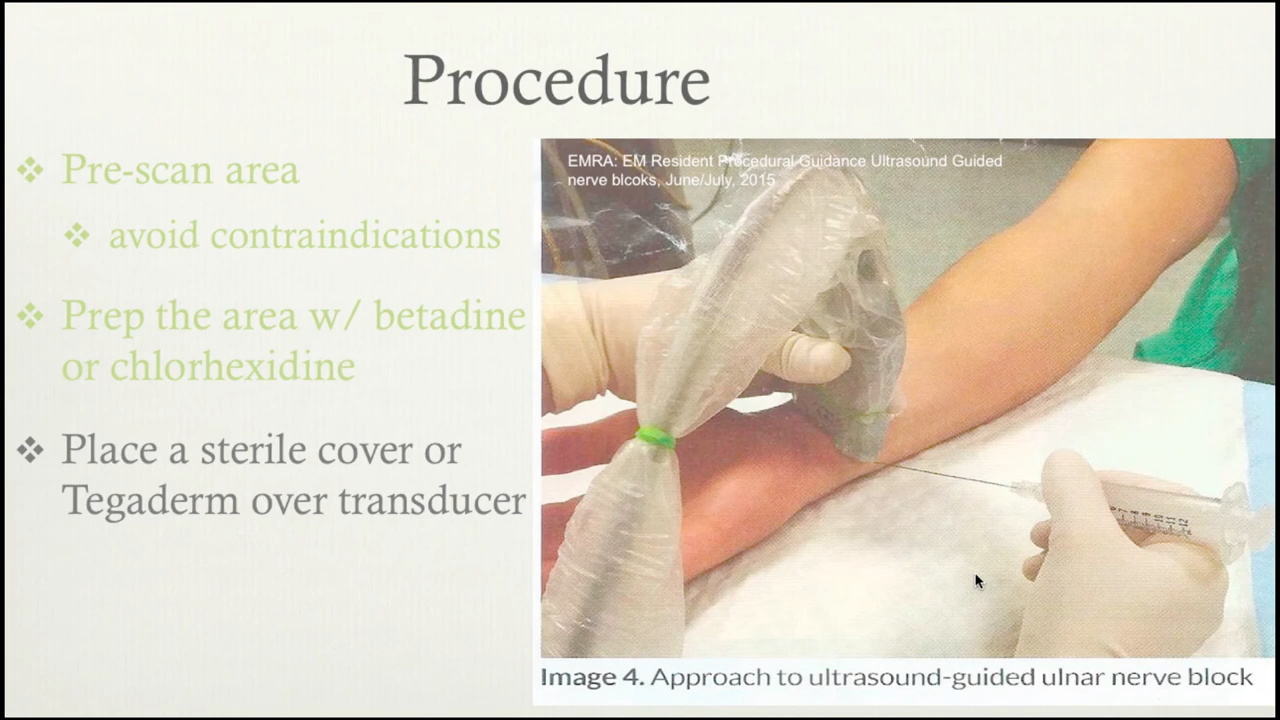 Procedure
Pre-scan area
avoid contraindications
Prep the area w/ betadine
or chlorhexidine
Place a sterile cover or
Tegaderm over transducer
EMRA: EM Resident Procedural Guidance Ultrasound Guided
nerve blcoks, June/July, 2015
Image 4. Approach to ultrasound-guided ulnar nerve block